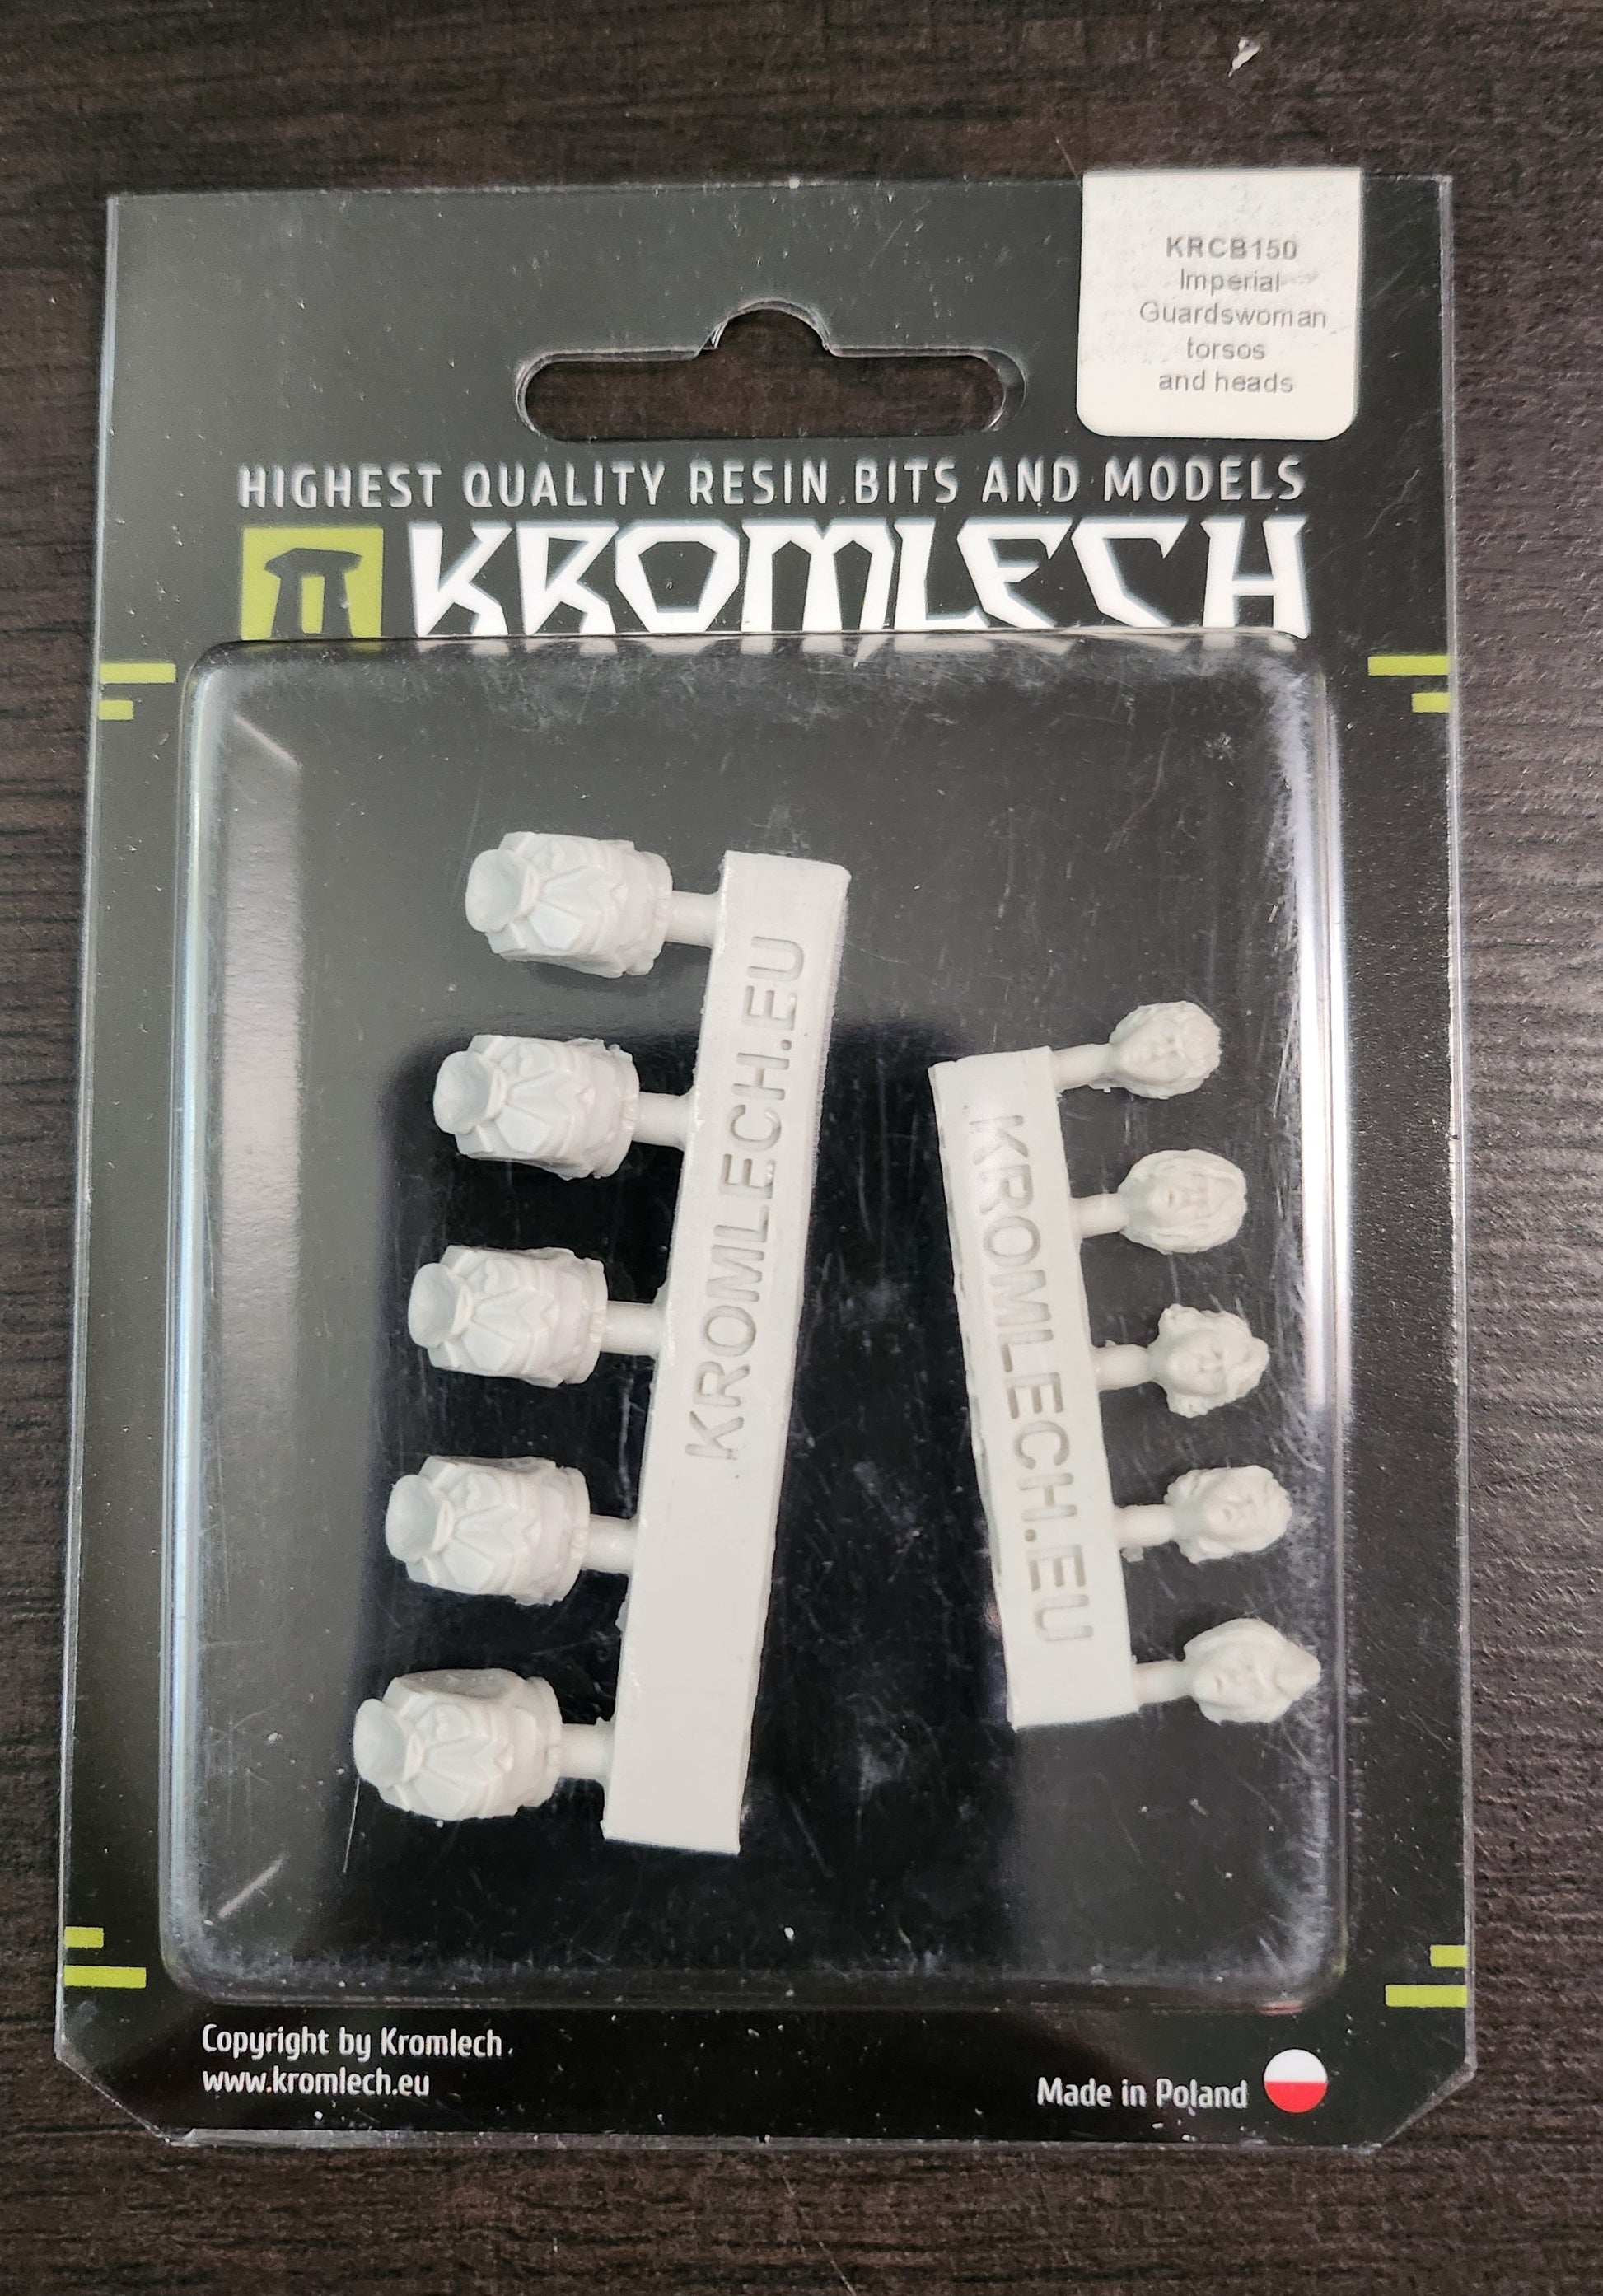 KRCB150
Imperial
Guardswoman
torsos
and heads
HIGHEST QUALITY RESIN BITS AND MODELS
KROMLECH
KROMLECH.EU
KROMLECH.EU
Copyright by Kromlech
www.kromlech.eu
Made in Poland